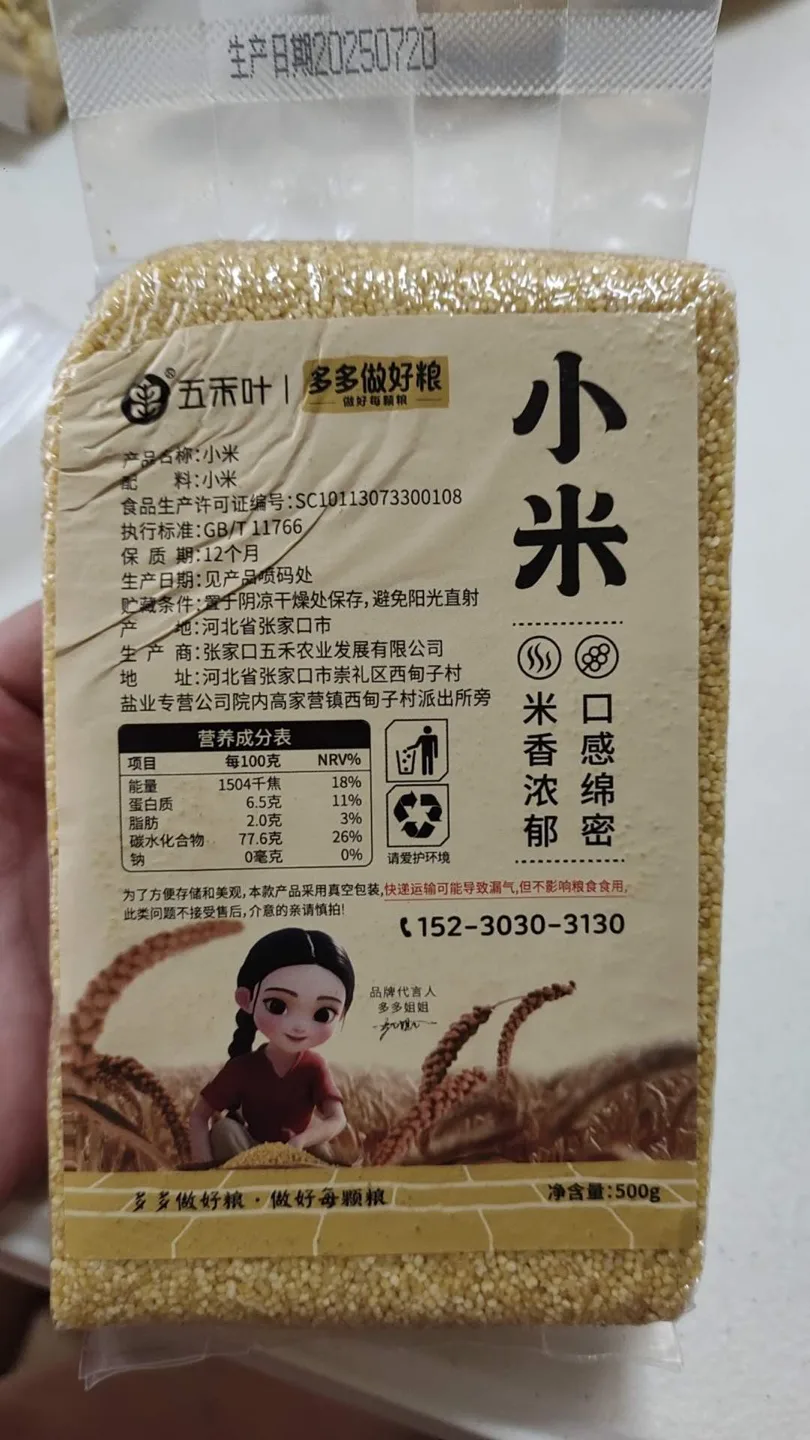 生产日期20250720
五禾叶® | 多多做好粮
做好每颗粮
小米
产品名称:小米
配 料:小米
食品生产许可证编号:SC10113073300108
执行标准:GB/T 11766
保 质 期:12个月
生产日期:见产品喷码处
贮藏条件:置于阴凉干燥处保存,避免阳光直射
产 地:河北省张家口市
生 产 商:张家口五禾农业发展有限公司
地 址:河北省张家口市崇礼区西甸子村
盐业专营公司院内高家营镇西甸子村派出所旁
口感绵密
米香浓郁
营养成分表
项目 每100克 NRV%
能量 1504千焦 18%
蛋白质 6.5克 11%
脂肪 2.0克 3%
碳水化合物 77.6克 26%
钠 0毫克 0%
请爱护环境
为了方便存储和美观,本款产品采用真空包装,快递运输可能导致漏气,但不影响粮食食用,
此类问题不接受售后,介意的亲请慎拍!
152-3030-3130
品牌代言人
多多姐姐
多多做好粮·做好每颗粮
净含量:500g